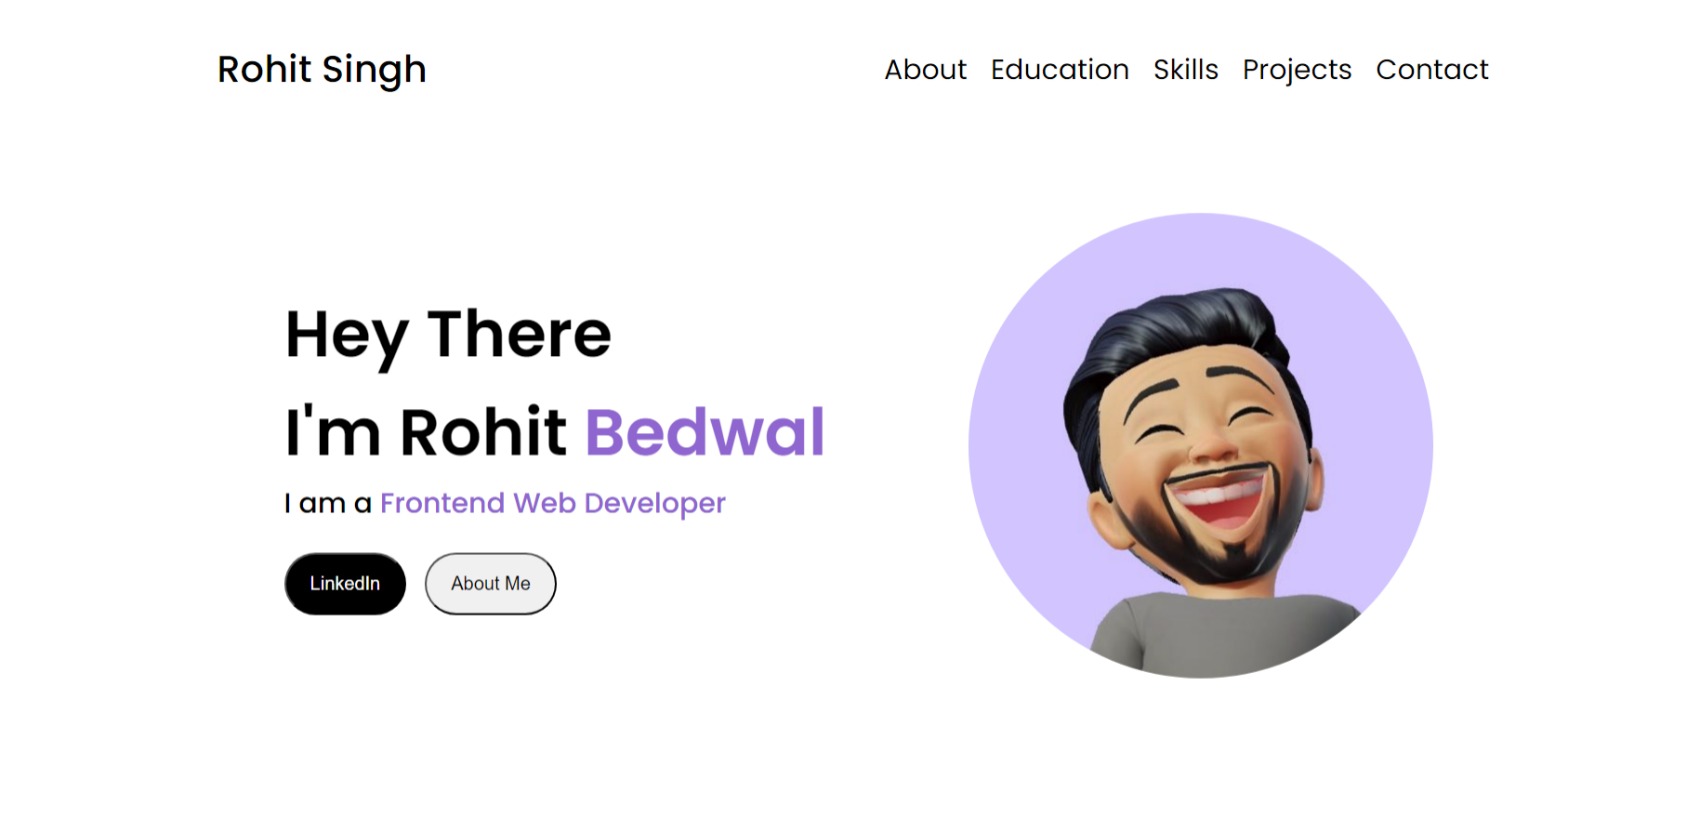 Rohit Singh
About Education Skills Projects Contact
Hey There
I'm Rohit Bedwal
I am a Frontend Web Developer
LinkedIn About Me